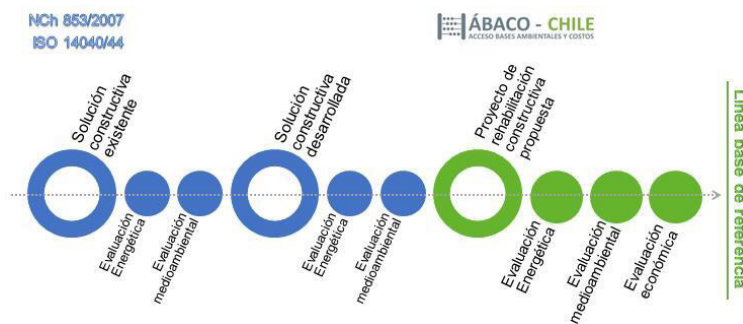 NCh 853/2007
ISO 14040/44
ÁBACO - CHILE
ACCESO BASES AMBIENTALES Y COSTOS
Solución
constructiva
existente
Evaluación
Energética
Evaluación
medioambiental
Solución
constructiva
desarrollada
Evaluación
Energética
Evaluación
medioambiental
Proyecto de
rehabilitación
constructiva
propuesta
Evaluación
Energética
Evaluación
medioambiental
Evaluación
económica
Línea base de referencia